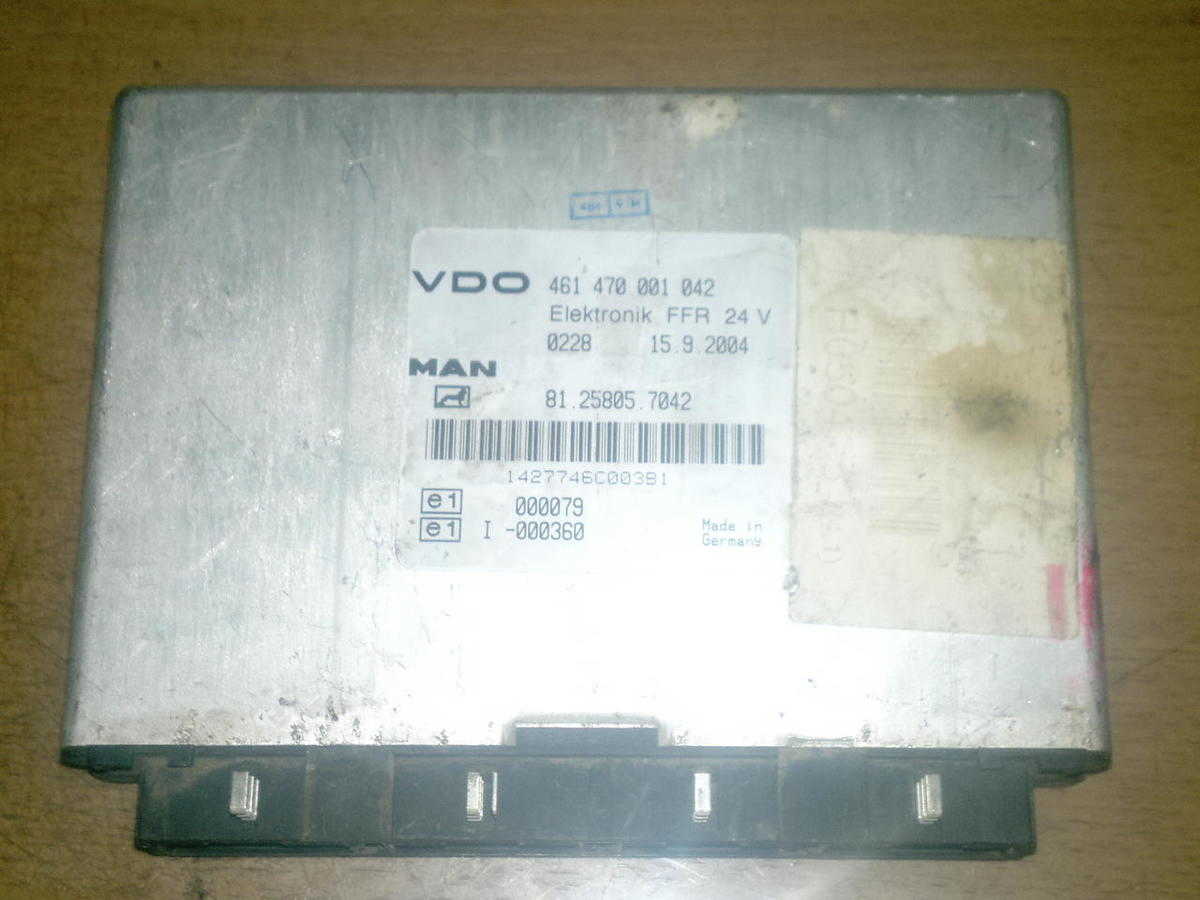 VDO 461 470 001 042
Elektronik FFR 24 V
0228 15.9.2004
MAN
81.25805.7042
1427746C003B1
e1 000079
e1 I -000360
Made in
Germany